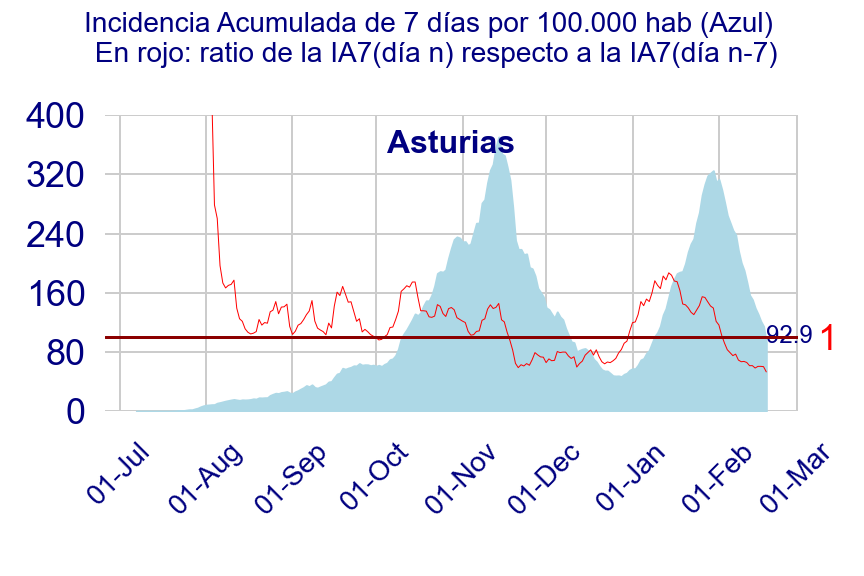 Incidencia Acumulada de 7 días por 100.000 hab (Azul)
En rojo: ratio de la IA7(día n) respecto a la IA7(día n-7)
Asturias
400
320
240
160
80
0
92.9
1
01-Jul
01-Aug
01-Sep
01-Oct
01-Nov
01-Dec
01-Jan
01-Feb
01-Mar